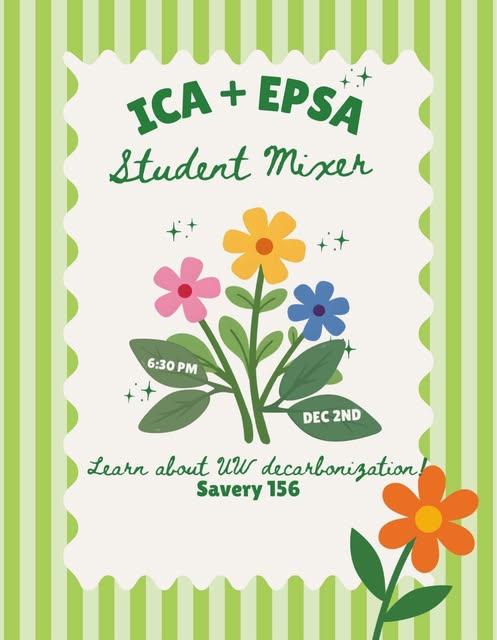 ICA + EPSA
Student Mixer
6:30 PM
DEC 2ND
Learn about UW decarbonization!
Savery 156